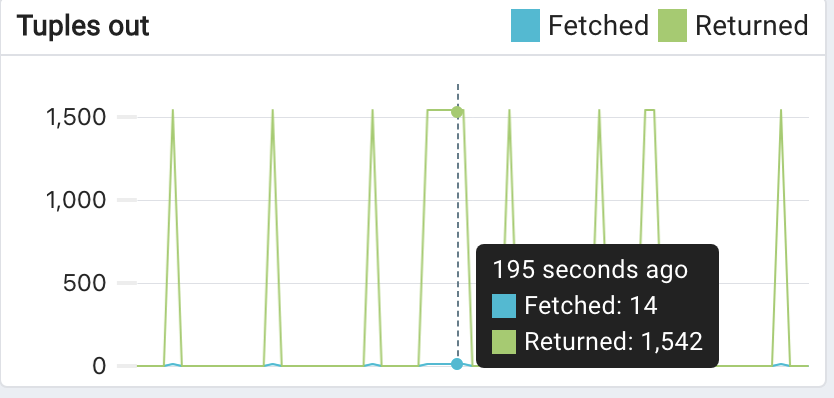 Tuples out
Fetched Returned
1,500
1,000
500
0
195 seconds ago
Fetched: 14
Returned: 1,542